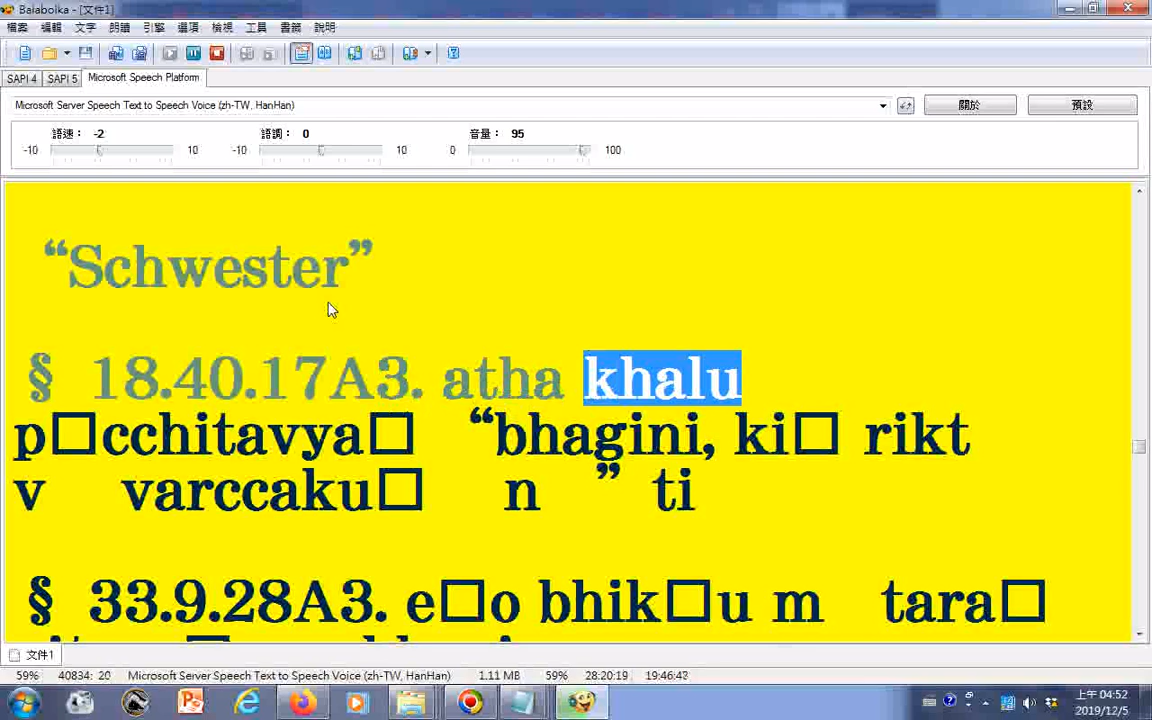 Balabolka - [文件1]
檔案 編輯 文字 朗讀 引擎 選項 檢視 工具 書籤 說明
SAPI 4 SAPI 5 Microsoft Speech Platform
Microsoft Server Speech Text to Speech Voice (zh-TW, HanHan) 關於 預設
語速： -2 語調： 0 音量： 95
-10 10 -10 10 0 100
“Schwester”
§ 18.40.17A3. atha khalu
p□cchitavya□ “bhagini, ki□ rikt
v varccaku□ n ” ti
§ 33.9.28A3. e□o bhik□u m tara□
文件1
59% 40834: 20 Microsoft Server Speech Text to Speech Voice (zh-TW, HanHan) 1.11 MB 59% 28:20:19 19:46:43
上午 04:52
2019/12/5